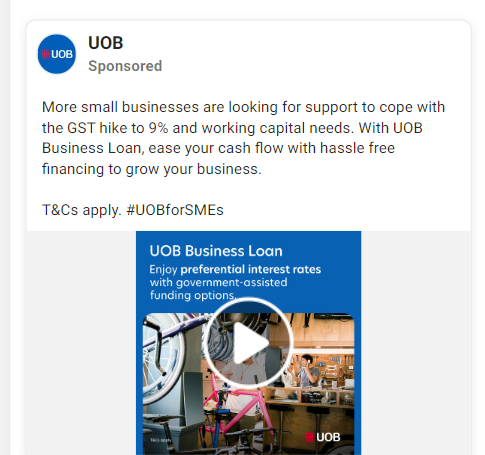 UOB
UOB
Sponsored
More small businesses are looking for support to cope with
the GST hike to 9% and working capital needs. With UOB
Business Loan, ease your cash flow with hassle free
financing to grow your business.
T&Cs apply. #UOBforSMEs
UOB Business Loan
Enjoy preferential interest rates
with government-assisted
funding options.
T&Cs apply.
UOB